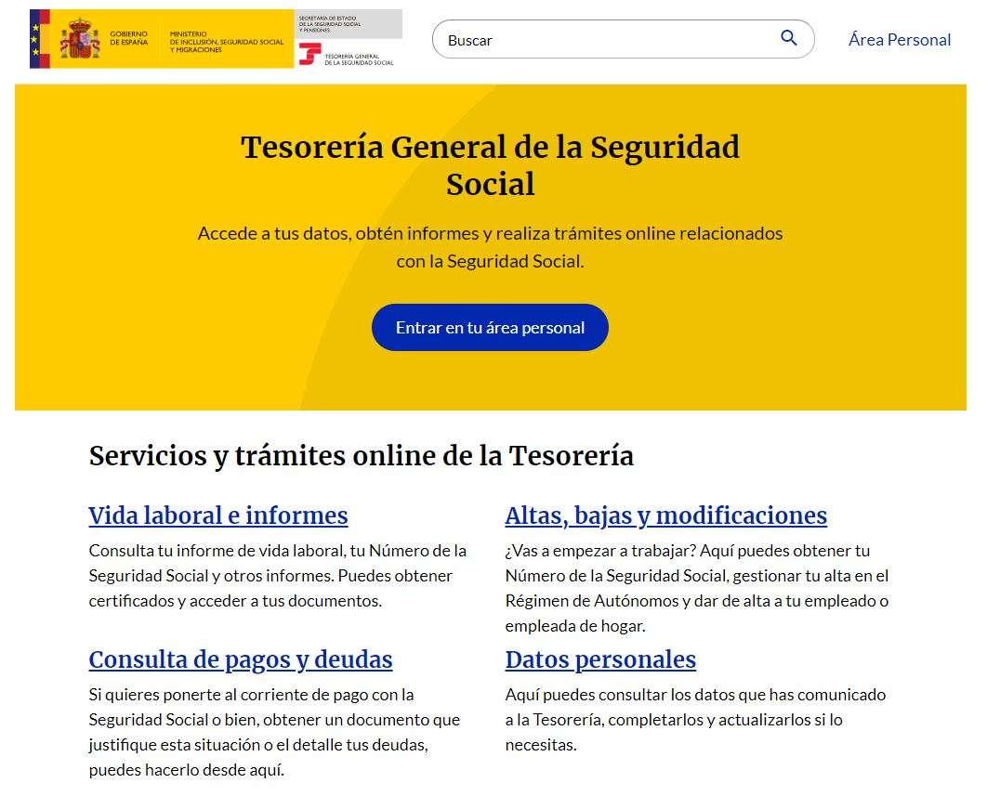 GOBIERNO
DE ESPAÑA
MINISTERIO
DE INCLUSIÓN, SEGURIDAD SOCIAL
Y MIGRACIONES
SECRETARÍA DE ESTADO
DE LA SEGURIDAD SOCIAL
Y PENSIONES
TESORERÍA GENERAL
DE LA SEGURIDAD SOCIAL
Buscar
Área Personal
Tesorería General de la Seguridad
Social
Accede a tus datos, obtén informes y realiza trámites online relacionados
con la Seguridad Social.
Entrar en tu área personal
Servicios y trámites online de la Tesorería
Vida laboral e informes
Consulta tu informe de vida laboral, tu Número de la
Seguridad Social y otros informes. Puedes obtener
certificados y acceder a tus documentos.
Altas, bajas y modificaciones
¿Vas a empezar a trabajar? Aquí puedes obtener tu
Número de la Seguridad Social, gestionar tu alta en el
Régimen de Autónomos y dar de alta a tu empleado o
empleada de hogar.
Consulta de pagos y deudas
Si quieres ponerte al corriente de pago con la
Seguridad Social o bien, obtener un documento que
justifique esta situación o el detalle tus deudas,
puedes hacerlo desde aquí.
Datos personales
Aquí puedes consultar los datos que has comunicado
a la Tesorería, completarlos y actualizarlos si lo
necesitas.